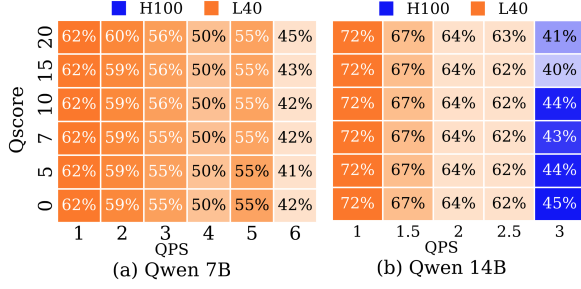 H100 L40 H100 L40
Qscore
20 62% 60% 56% 50% 55% 45% 72% 67% 64% 63% 41%
15 62% 59% 56% 50% 55% 43% 72% 67% 64% 62% 40%
10 62% 59% 56% 50% 55% 42% 72% 67% 64% 62% 44%
7 62% 59% 55% 50% 55% 42% 72% 67% 64% 62% 43%
5 62% 59% 55% 50% 55% 41% 72% 67% 64% 62% 44%
0 62% 59% 55% 50% 55% 42% 72% 67% 64% 62% 45%
1 2 3 4 5 6 1 1.5 2 2.5 3
QPS QPS
(a) Qwen 7B (b) Qwen 14B